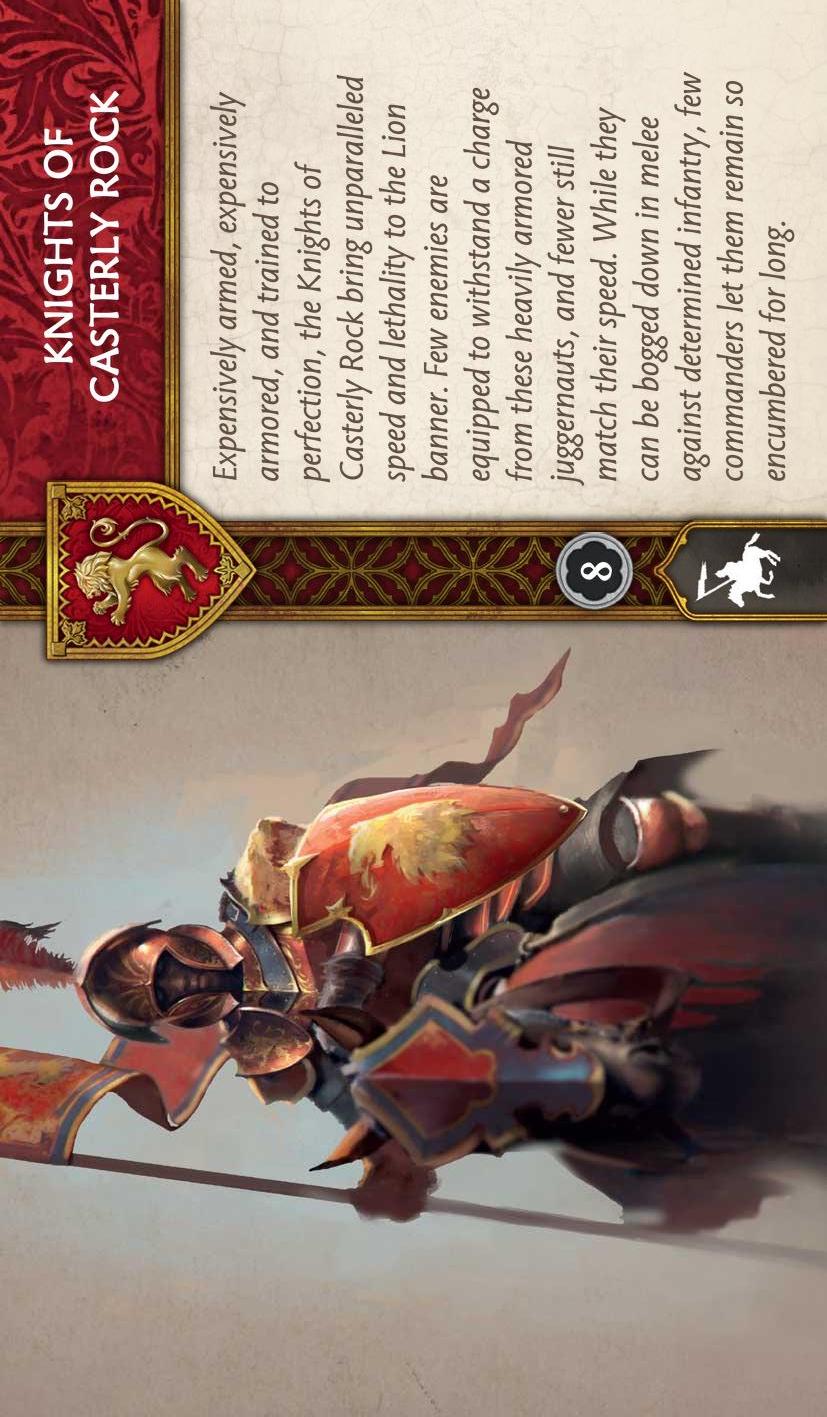 KNIGHTS OF
CASTERLY ROCK
Expensively armed, expensively
armored, and trained to
perfection, the Knights of
Casterly Rock bring unparalleled
speed and lethality to the Lion
banner. Few enemies are
equipped to withstand a charge
from these heavily armored
juggernauts, and fewer still
match their speed. While they
can be bogged down in melee
against determined infantry, few
commanders let them remain so
encumbered for long.
8